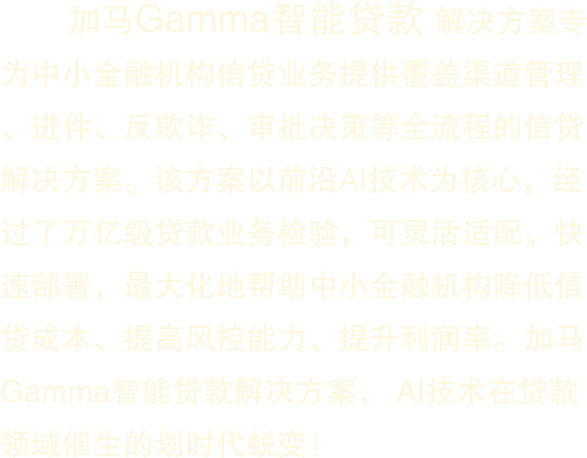 加马Gamma智能贷款 解决方案专
为中小金融机构信贷业务提供覆盖渠道管理
、进件、反欺诈、审批决策等全流程的信贷
解决方案。该方案以前沿AI技术为核心，经
过了万亿级贷款业务检验，可灵活适配、快
速部署，最大化地帮助中小金融机构降低信
贷成本、提高风控能力、提升利润率。加马
Gamma智能贷款解决方案， AI技术在贷款
领域催生的划时代蜕变！